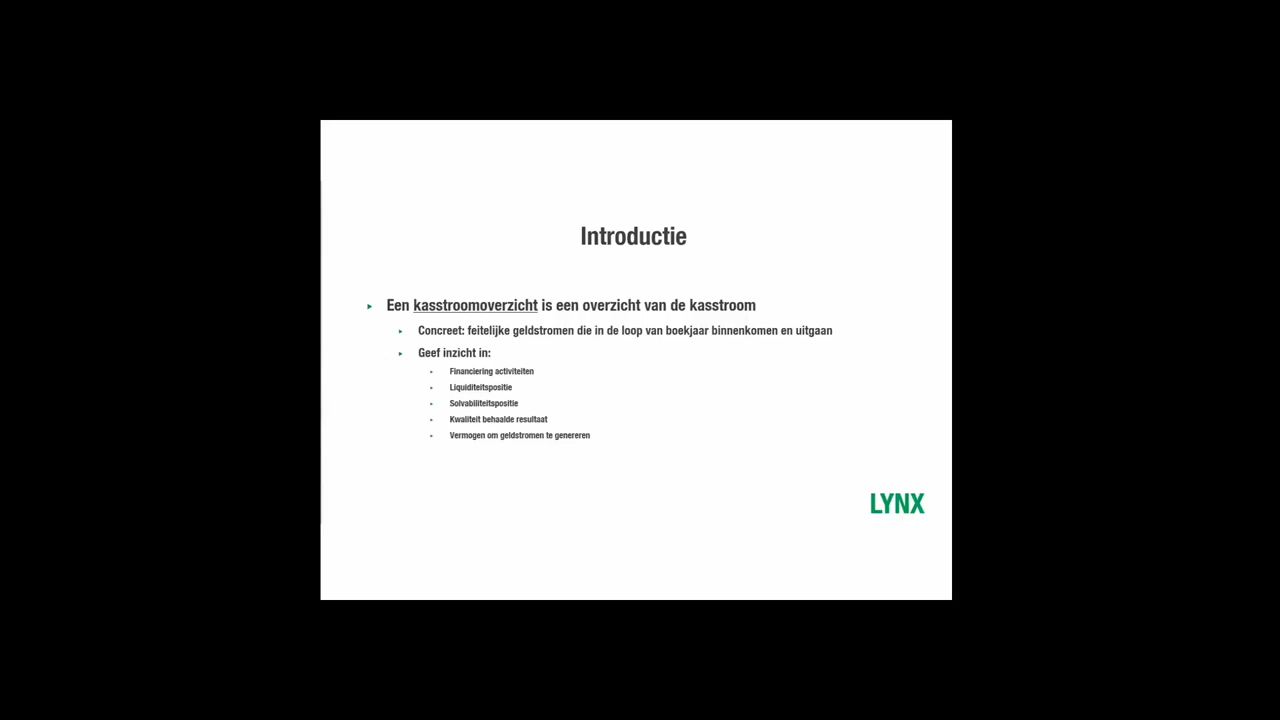 Introductie
Een kasstroomoverzicht is een overzicht van de kasstroom
Concreet: feitelijke geldstromen die in de loop van boekjaar binnenkomen en uitgaan
Geef inzicht in:
Financiering activiteiten
Liquiditeitspositie
Solvabiliteitspositie
Kwaliteit behaalde resultaat
Vermogen om geldstromen te genereren
LYNX